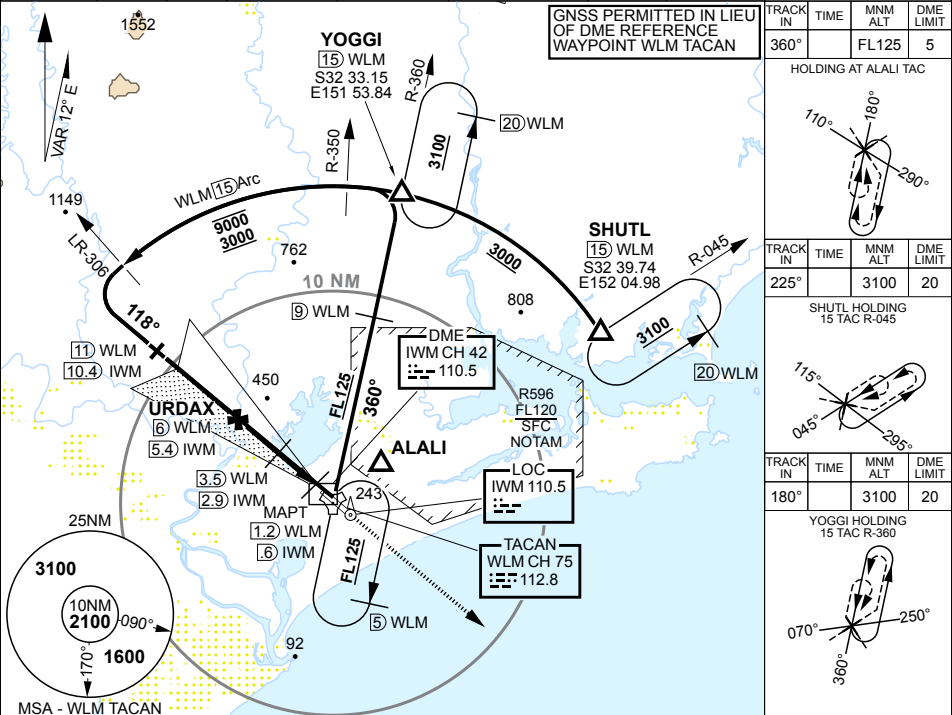 1552
VAR 12° E
YOGGI
15 WLM
S32 33.15
E151 53.84
GNSS PERMITTED IN LIEU
OF DME REFERENCE
WAYPOINT WLM TACAN
R-360
20 WLM
3100
R-350
WLM 15 Arc
9000
3000
1149
LR-306
762
3000
SHUTL
15 WLM
S32 39.74
E152 04.98
R-045
3100
20 WLM
808
10 NM
9 WLM
118°
11 WLM
10.4 IWM
DME
IWM CH 42
110.5
450
FL125
360°
R596
FL120
SFC
NOTAM
URDAX
6 WLM
5.4 IWM
ALALI
3.5 WLM
2.9 IWM
243
LOC
IWM 110.5
MAPT
1.2 WLM
.6 IWM
TACAN
WLM CH 75
112.8
FL125
5 WLM
92
25NM
3100
10NM
2100
090°
170°
1600
MSA - WLM TACAN
TRACK IN TIME MNM ALT DME LIMIT
360° FL125 5
HOLDING AT ALALI TAC
110°
180°
290°
TRACK IN TIME MNM ALT DME LIMIT
225° 3100 20
SHUTL HOLDING
15 TAC R-045
115°
045°
295°
TRACK IN TIME MNM ALT DME LIMIT
180° 3100 20
YOGGI HOLDING
15 TAC R-360
070°
250°
360°